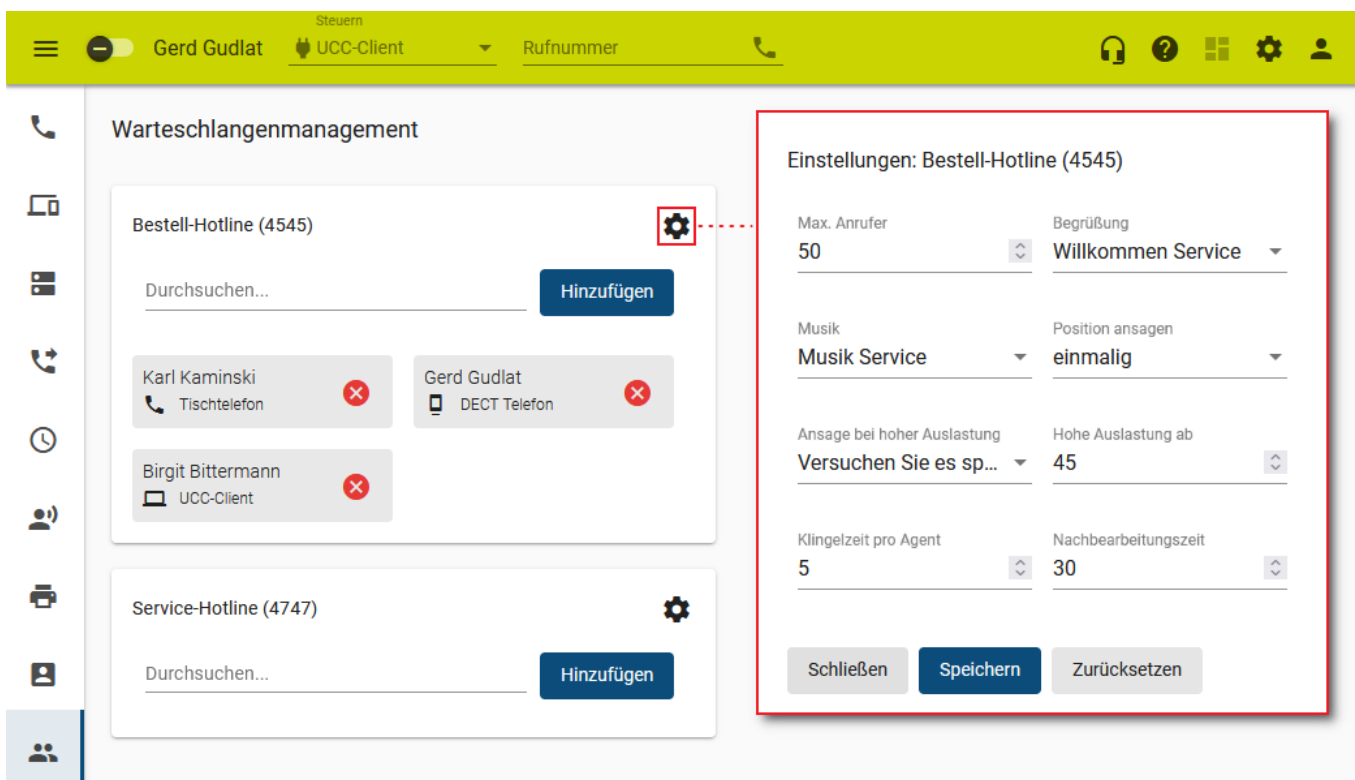 Steuern
Gerd Gudlat UCC-Client Rufnummer
Warteschlangenmanagement
Bestell-Hotline (4545)
Durchsuchen... Hinzufügen
Karl Kaminski
Tischtelefon
Gerd Gudlat
DECT Telefon
Birgit Bittermann
UCC-Client
Service-Hotline (4747)
Durchsuchen... Hinzufügen
Einstellungen: Bestell-Hotline (4545)
Max. Anrufer Begrüßung
50 Willkommen Service
Musik Position ansagen
Musik Service einmalig
Ansage bei hoher Auslastung Hohe Auslastung ab
Versuchen Sie es sp... 45
Klingelzeit pro Agent Nachbearbeitungszeit
5 30
Schließen Speichern Zurücksetzen